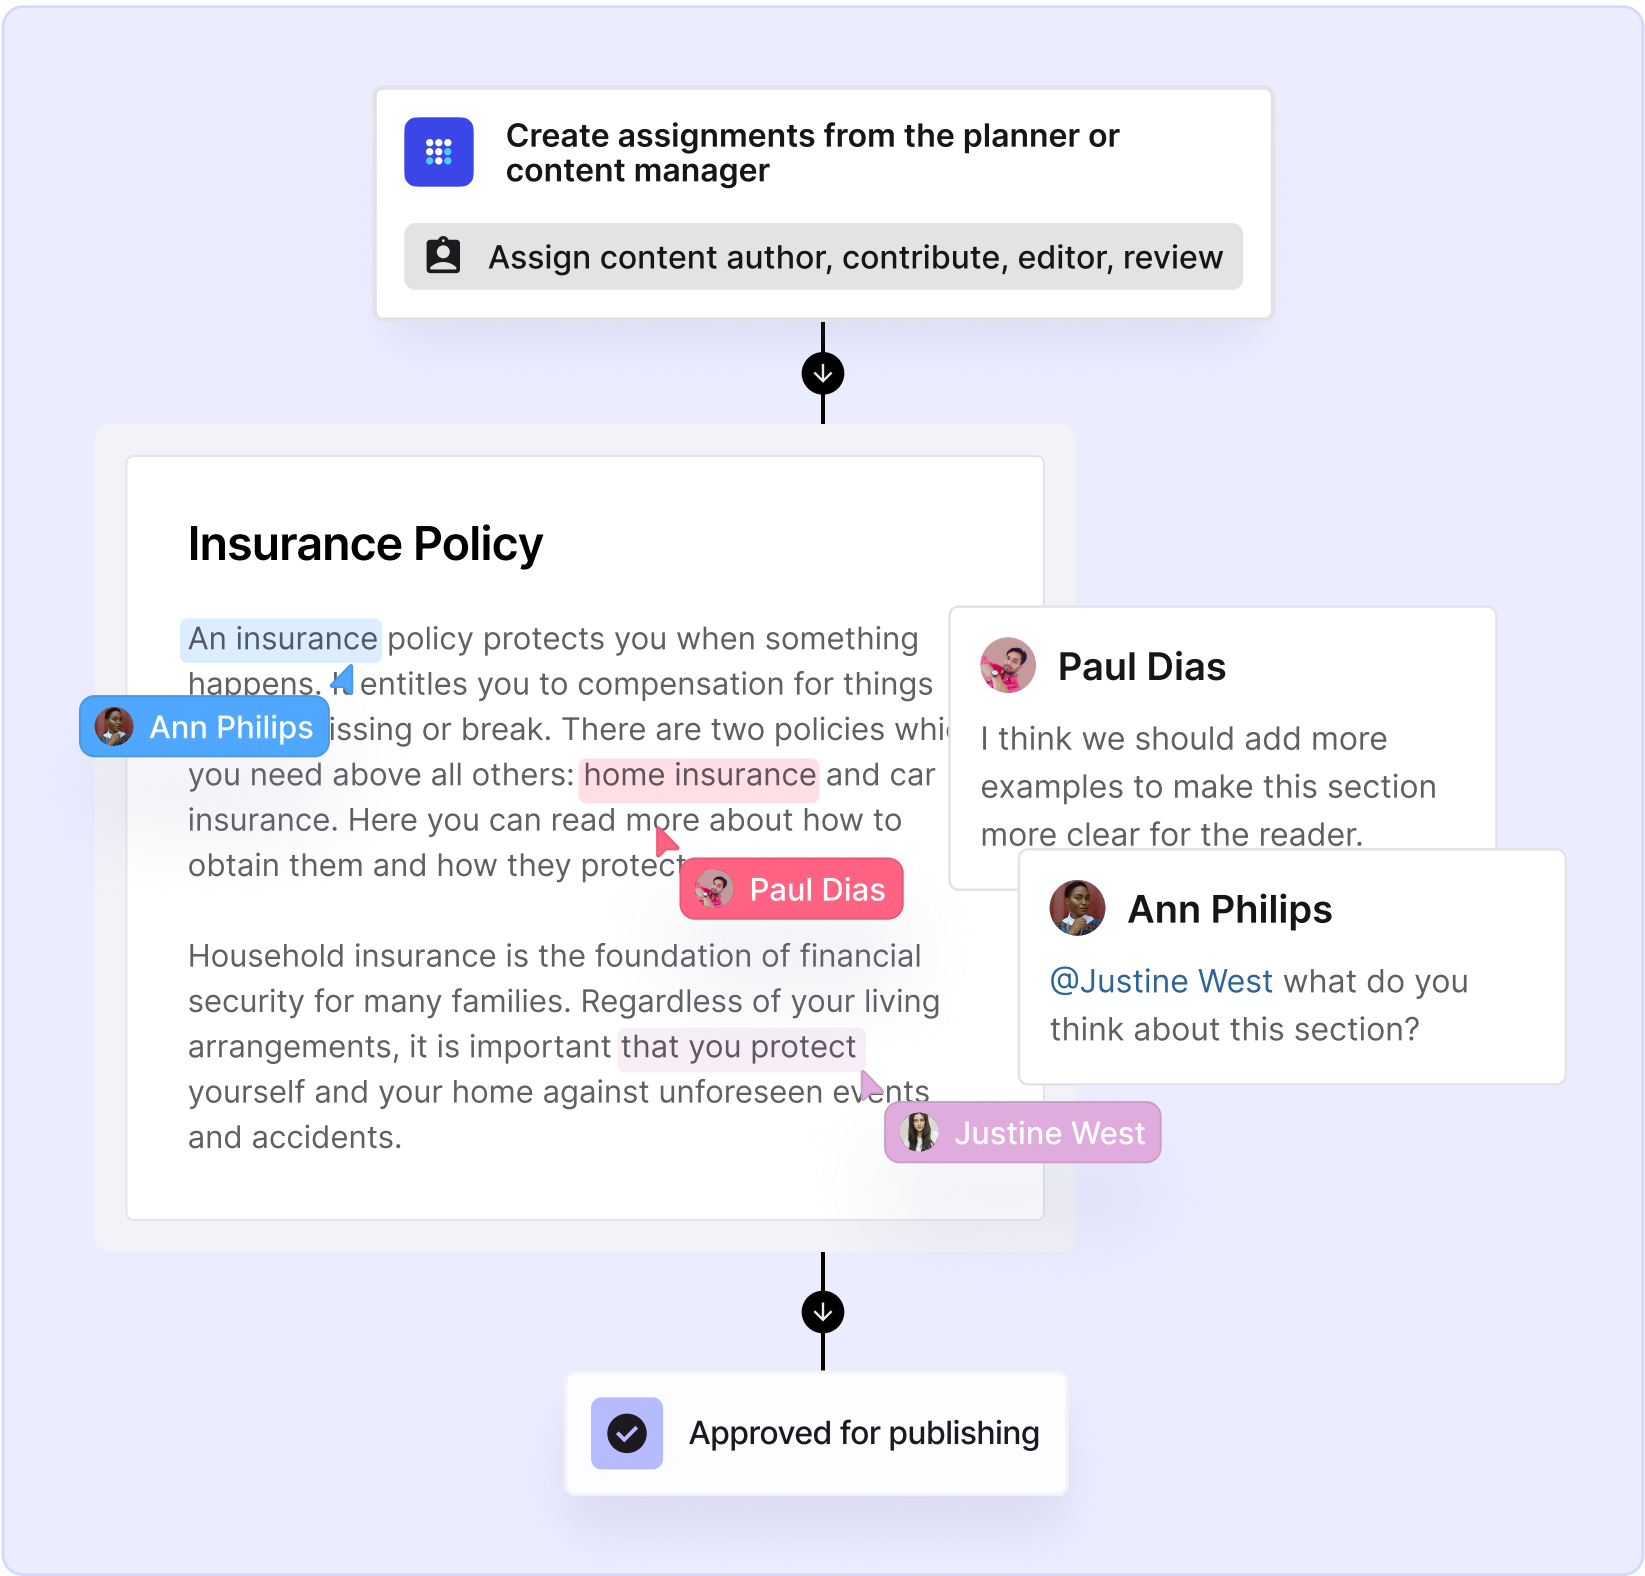 Create assignments from the planner or
content manager
Assign content author, contribute, editor, review
Insurance Policy
An insurance policy protects you when something
happens. It entitles you to compensation for things
issing or break. There are two policies whi
you need above all others: home insurance and car
insurance. Here you can read more about how to
obtain them and how they protect
Household insurance is the foundation of financial
security for many families. Regardless of your living
arrangements, it is important that you protect
yourself and your home against unforeseen events
and accidents.
Ann Philips
Paul Dias
Justine West
Paul Dias
I think we should add more
examples to make this section
more clear for the reader.
Ann Philips
@Justine West what do you
think about this section?
Approved for publishing